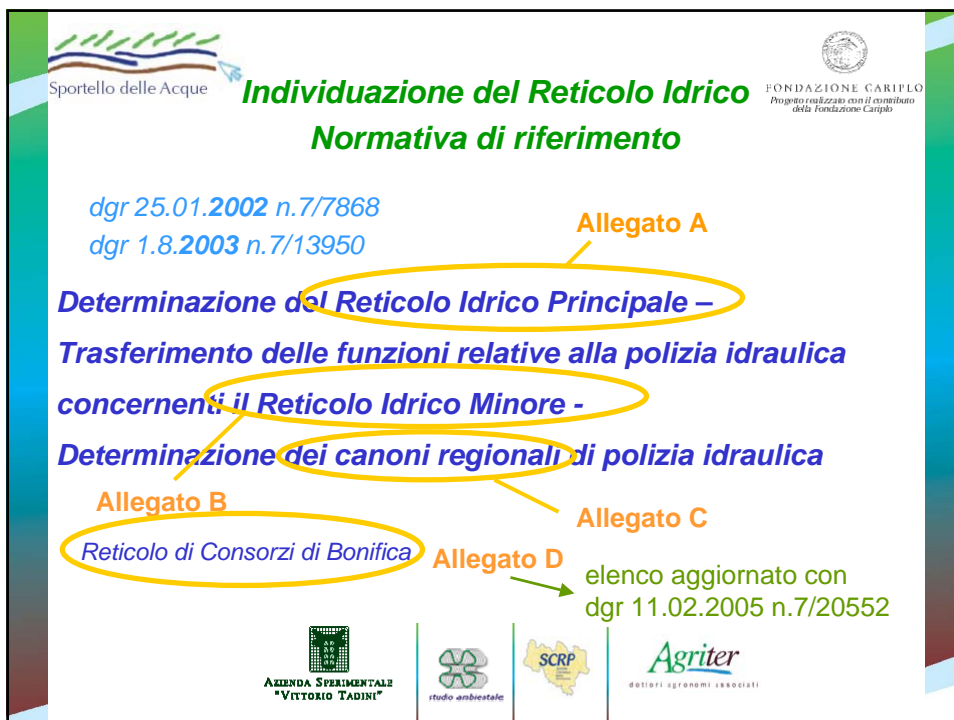 Sportello delle Acque
FONDAZIONE CARIPLO
Progetto realizzato con il contributo
della Fondazione Cariplo
Individuazione del Reticolo Idrico
Normativa di riferimento
dgr 25.01.2002 n.7/7868
dgr 1.8.2003 n.7/13950
Allegato A
Determinazione del Reticolo Idrico Principale –
Trasferimento delle funzioni relative alla polizia idraulica
concernenti il Reticolo Idrico Minore -
Determinazione dei canoni regionali di polizia idraulica
Allegato B
Allegato C
Reticolo di Consorzi di Bonifica
Allegato D
elenco aggiornato con
dgr 11.02.2005 n.7/20552
AZIENDA SPERIMENTALE
"VITTORIO TADINI"
studio ambientale
SCRP
Agriter
dottori agronomi associati